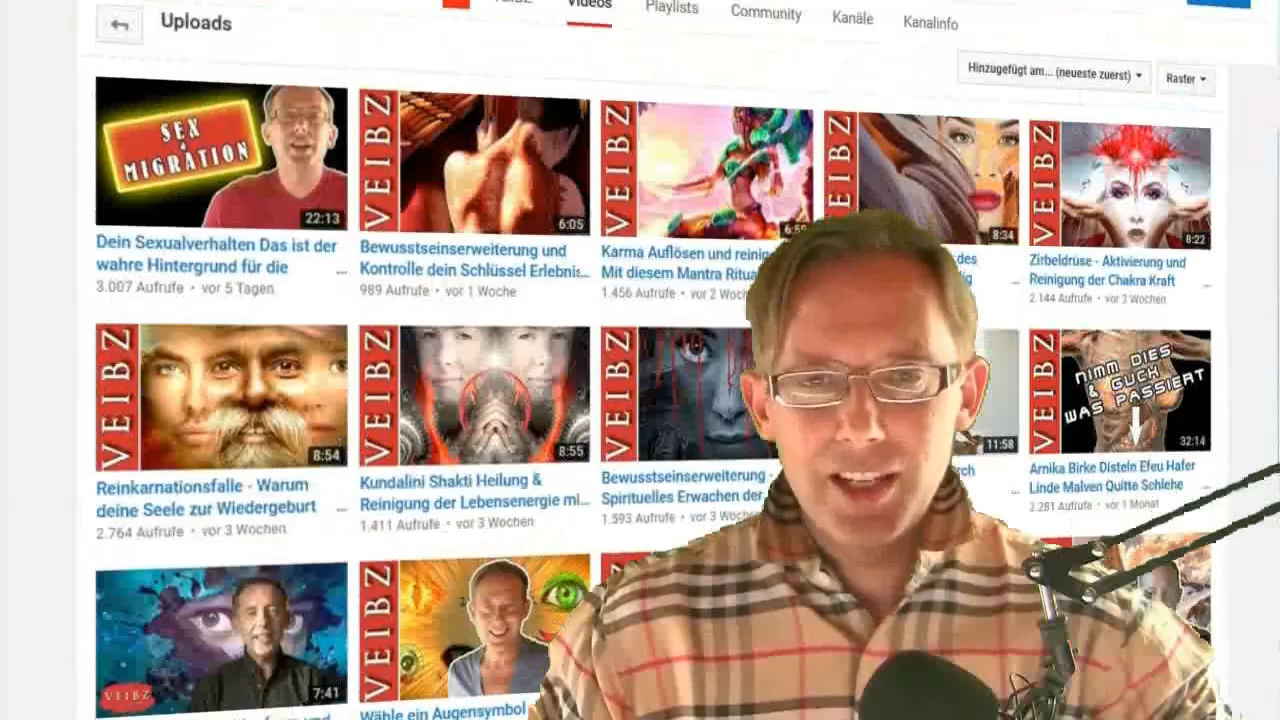 Videos
Playlists
Community
Kanäle
Kanalinfo
Uploads
Hinzugefügt am... (neueste zuerst)
Raster
SEX
MIGRATION
22:13
VEIBZ
6:05
VEIBZ
VEIBZ
8:34
VEIBZ
8:22
Dein Sexualverhalten Das ist der
wahre Hintergrund für die ...
3.007 Aufrufe • vor 5 Tagen
Bewusstseinserweiterung und
Kontrolle dein Schlüssel Erlebnis...
989 Aufrufe • vor 1 Woche
Karma Auflösen und
Mit diesem Mantra
1.456 Aufrufe • vor 2
des
Zirbeldrüse - Aktivierung und
Reinigung der Chakra Kraft
2.144 Aufrufe • vor 3 Wochen
VEIBZ
8:54
VEIBZ
8:55
VEIBZ
11:58
VEIBZ
NIMM DIES
& GUCK
WAS PASSIERT
32:14
Reinkarnationsfalle - Warum
deine Seele zur Wiedergeburt ...
2.764 Aufrufe • vor 3 Wochen
Kundalini Shakti Heilung &
Reinigung der Lebensenergie mi...
1.411 Aufrufe • vor 3 Wochen
Bewusstseinserweiterung -
Spirituelles Erwachen der
1.593 Aufrufe • vor 3
Arnika Birke Disteln Efeu Hafer
Linde Malven Quitte Schlehe ...
2.281 Aufrufe • vor 1 Monat
VEIBZ
7:41
VEIBZ
Wähle ein Augensymbol